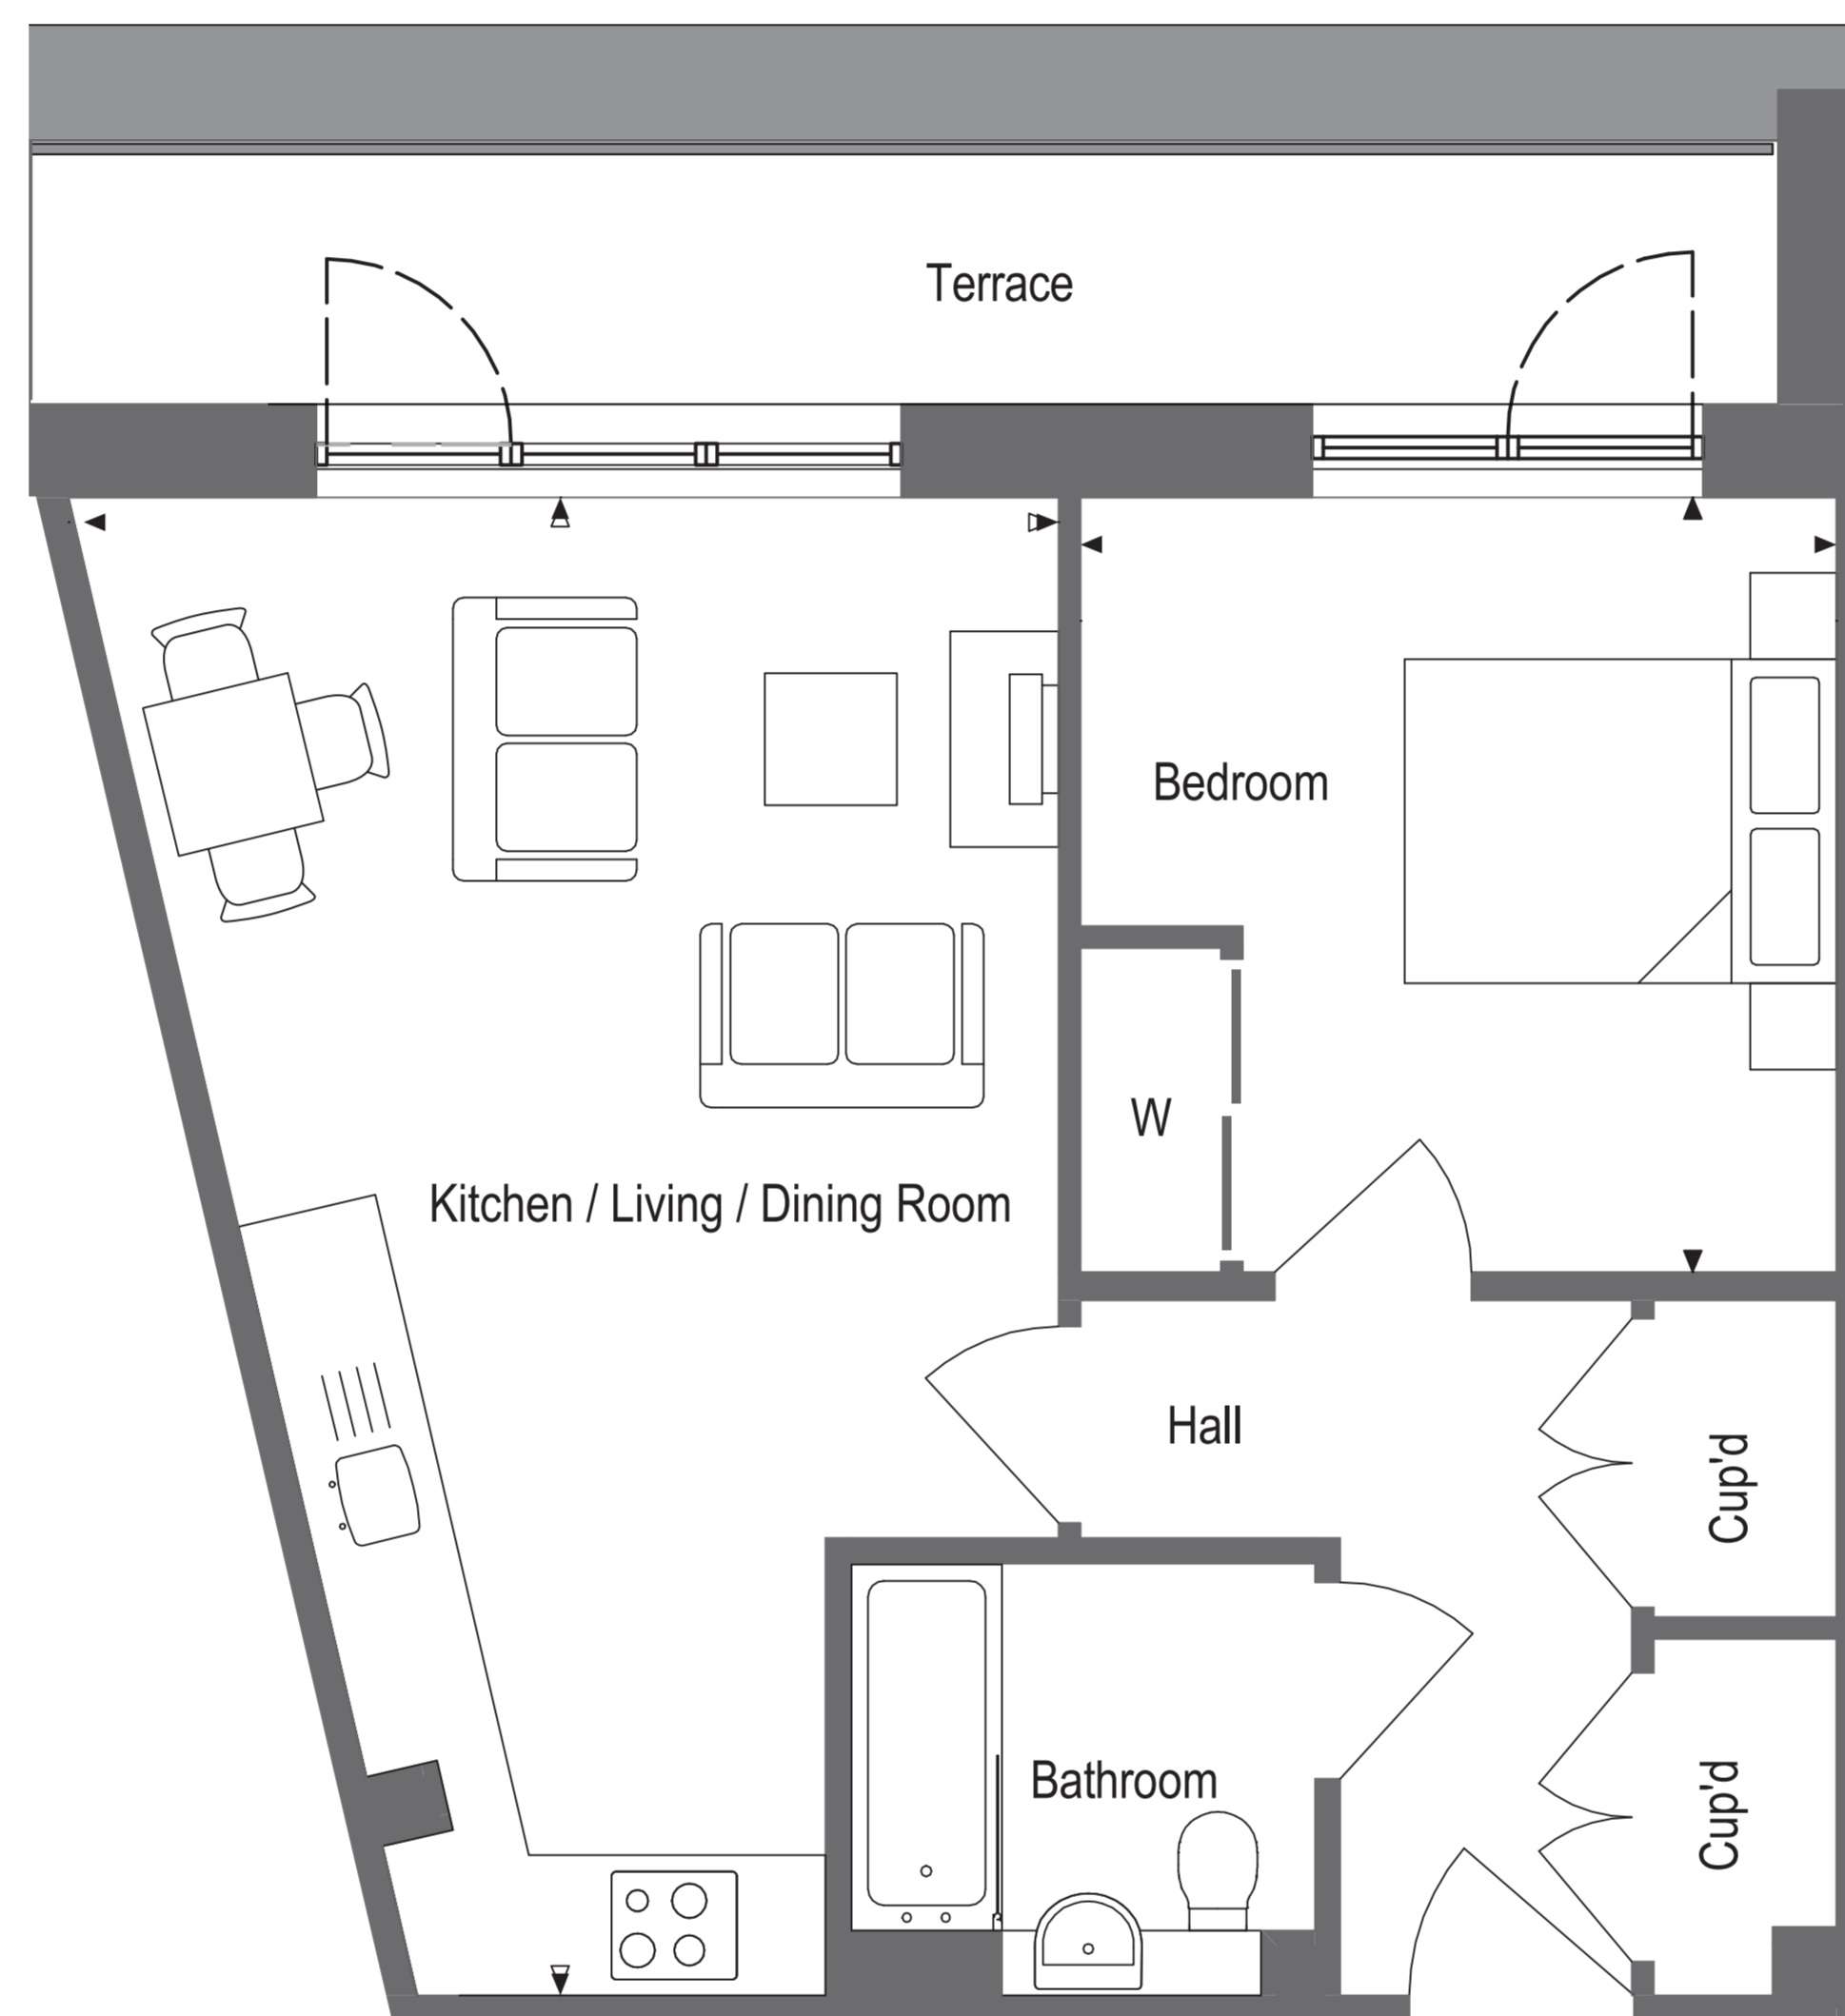 Terrace
Bedroom
W
Kitchen / Living / Dining Room
Hall
Cup'd
Bathroom
Cup'd